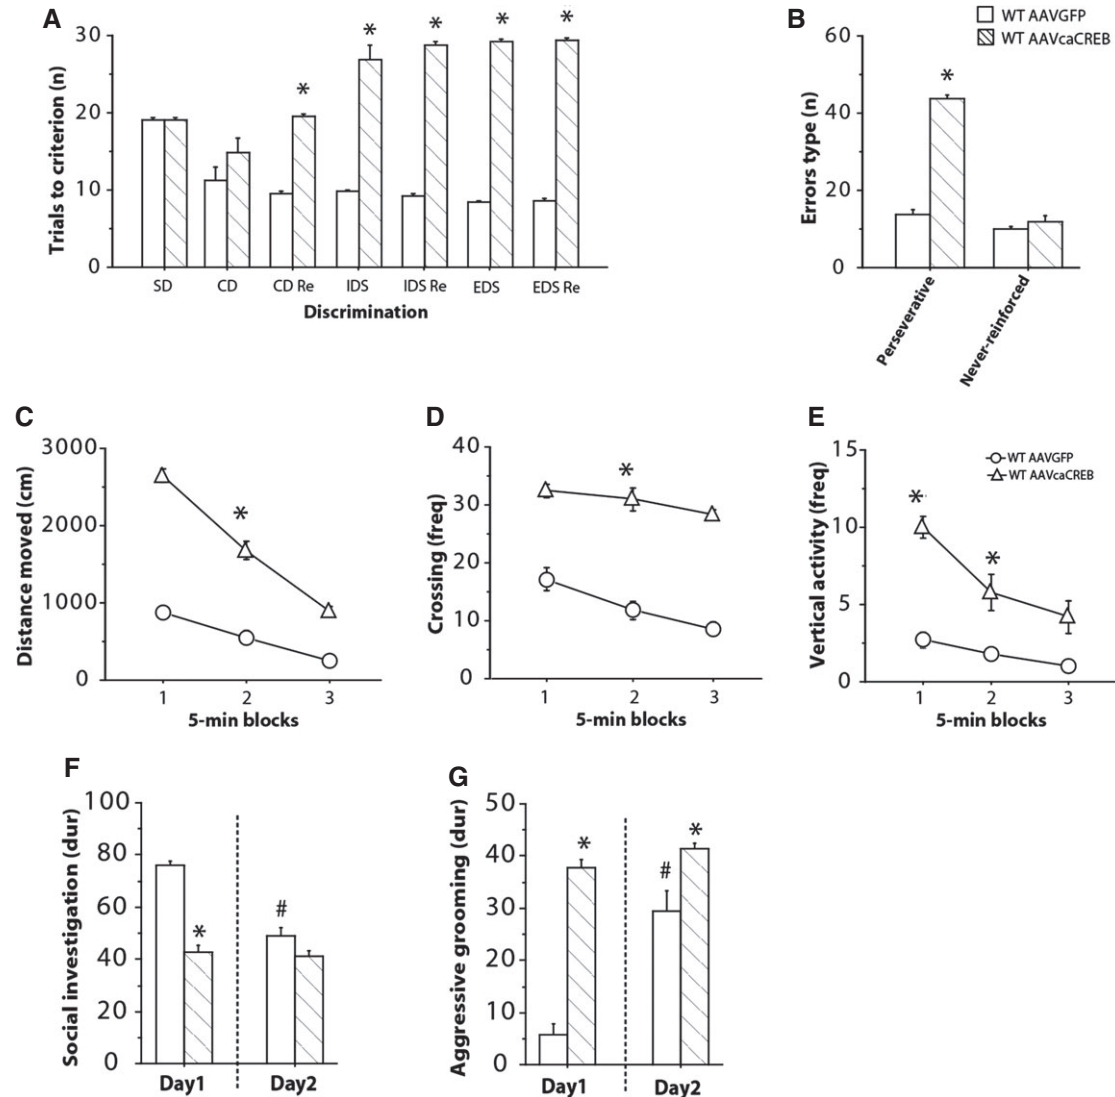 A
Trials to criterion (n)
30
20
10
0
SD CD CD Re IDS IDS Re EDS EDS Re
Discrimination
* * * * *
B
WT AAVGFP
WT AAVcaCREB
Errors type (n)
60
40
20
0
*
Perseverative
Never-reinforced
C
Distance moved (cm)
3000
2000
1000
0
*
1 2 3
5-min blocks
D
Crossing (freq)
40
30
20
10
0
*
1 2 3
5-min blocks
E
Vertical activity (freq)
15
10
5
0
WT AAVGFP
WT AAVcaCREB
* *
1 2 3
5-min blocks
F
Social investigation (dur)
100
80
60
40
20
0
* #
Day1 Day2
G
Aggressive grooming (dur)
50
40
30
20
10
0
* # *
Day1 Day2